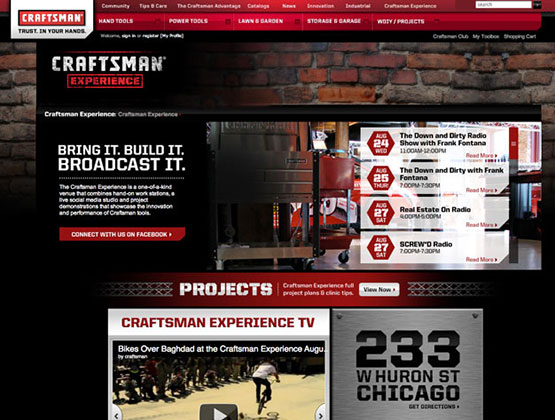 CRAFTSMAN
TRUST. IN YOUR HANDS.
Community Tips & Care The Craftsman Advantage Catalogs News Innovation Industrial Craftsman Experience
search
HAND TOOLS POWER TOOLS LAWN & GARDEN STORAGE & GARAGE WDIY / PROJECTS
Welcome, sign in or register [My Profile]
Craftsman Club My Toolbox Shopping Cart
CRAFTSMAN
EXPERIENCE
Craftsman Experience: Craftsman Experience
BRING IT. BUILD IT.
BROADCAST IT.
The Craftsman Experience is a one-of-a-kind
venue that combines hand-on work stations, a
live social media studio and project
demonstrations that showcase the innovation
and performance of Craftsman tools.
CONNECT WITH US ON FACEBOOK
AUG
24
WED
The Down and Dirty Radio
Show with Frank Fontana
11:00AM-12:00PM
Read More
AUG
25
THUR
The Down and Dirty with Frank
Fontana
7:00PM-7:30PM
Read More
AUG
27
SAT
Real Estate On Radio
4:00PM-5:00PM
Read More
AUG
27
SAT
SCREW*D Radio
7:00PM-7:30PM
Read More
PROJECTS
Craftsman Experience full
project plans & clinic tips.
View Now
CRAFTSMAN EXPERIENCE TV
Bikes Over Baghdad at the Craftsman Experience Augu...
by craftsman
233
W HURON ST
CHICAGO
GET DIRECTIONS